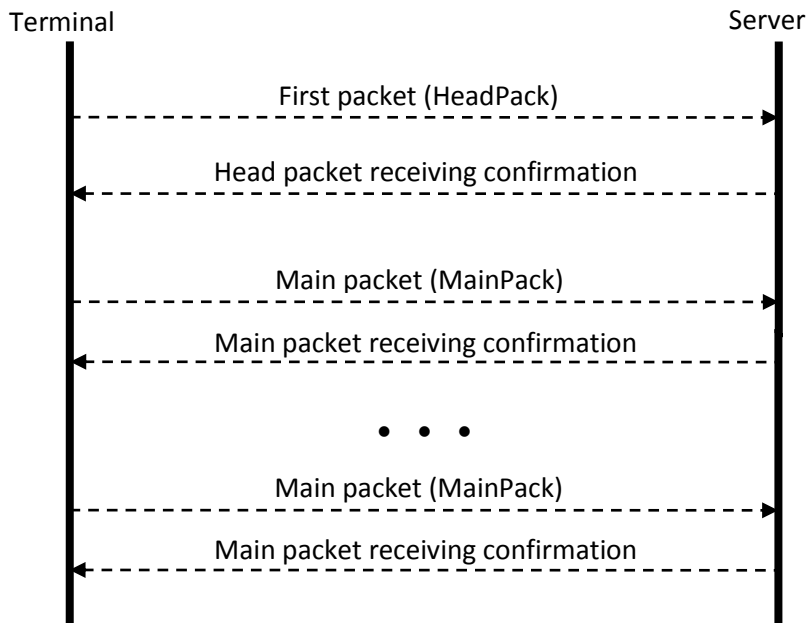 Terminal
Server
First packet (HeadPack)
Head packet receiving confirmation
Main packet (MainPack)
Main packet receiving confirmation
• • •
Main packet (MainPack)
Main packet receiving confirmation